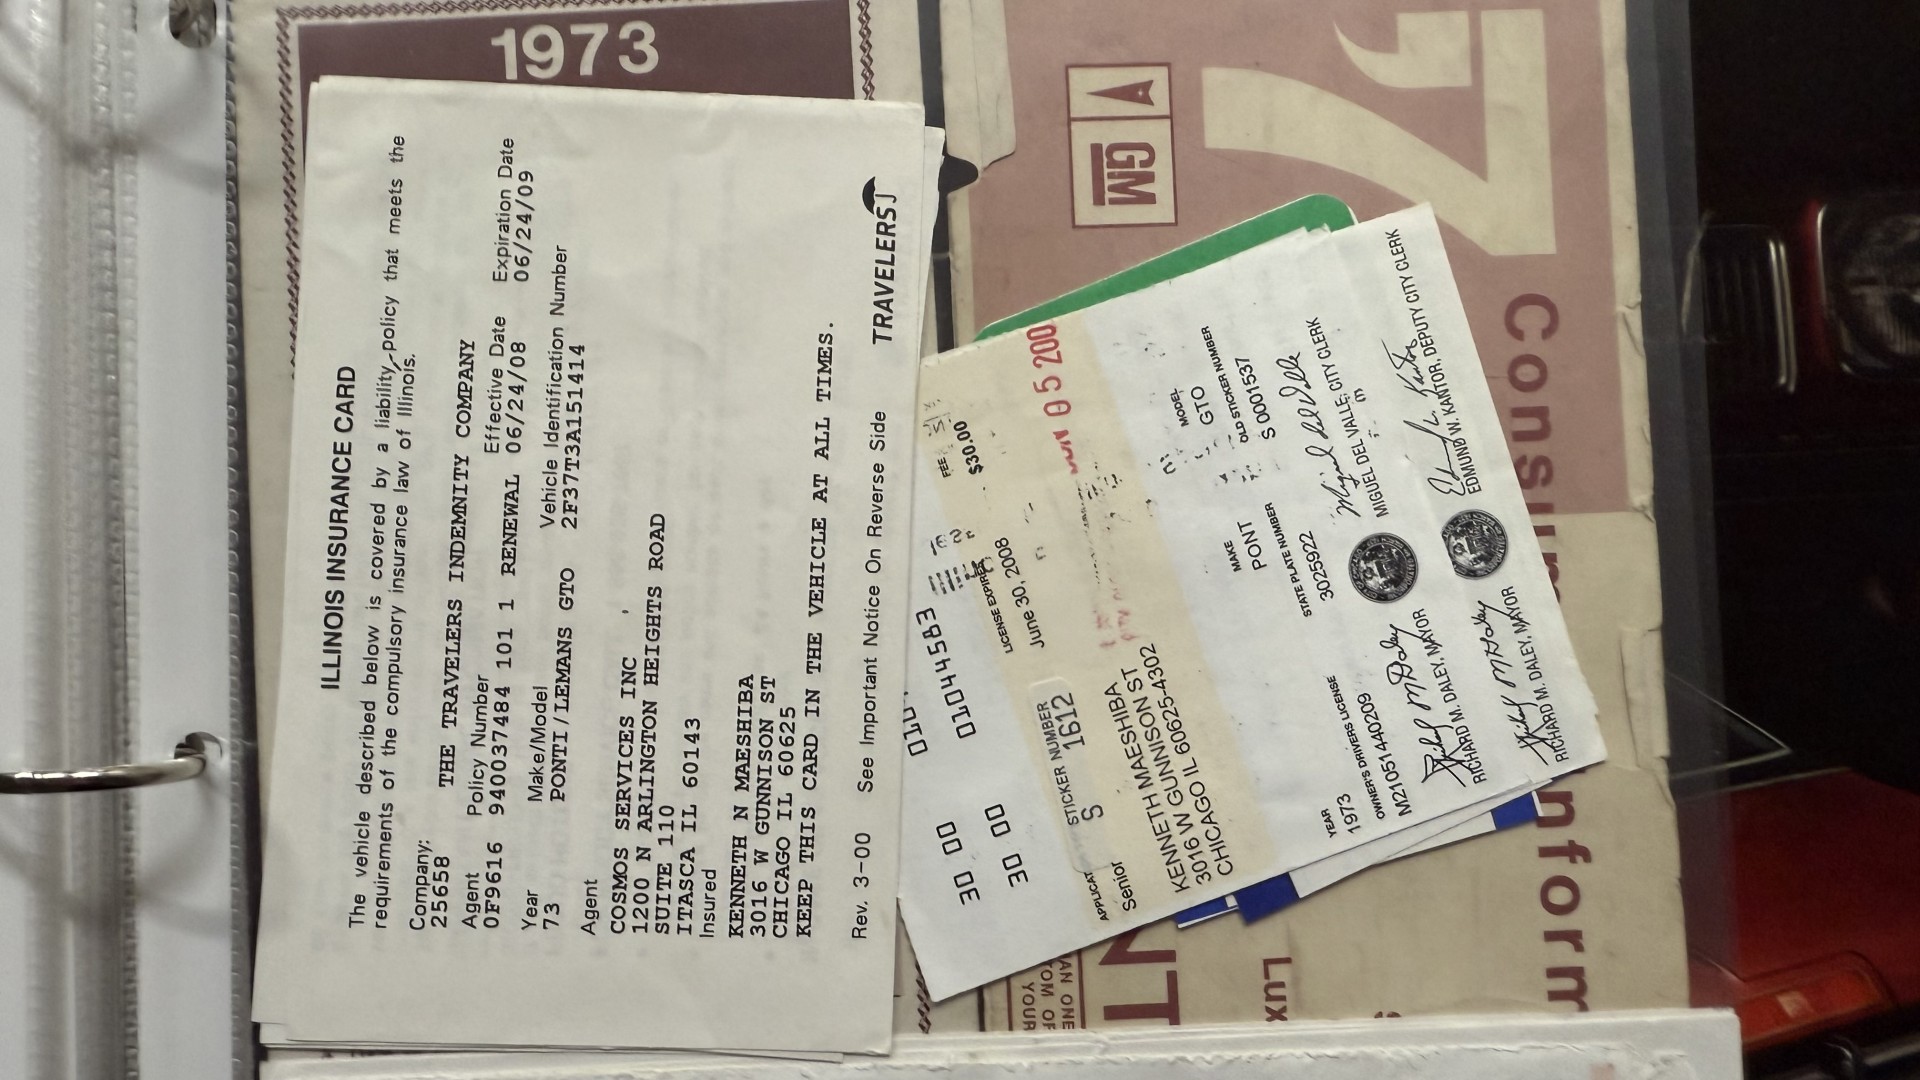 1973
ILLINOIS INSURANCE CARD
The vehicle described below is covered by a liability policy that meets the
requirements of the compulsory insurance law of Illinois.
Company:
25658 THE TRAVELERS INDEMNITY COMPANY
Agent Policy Number Effective Date Expiration Date
0F9616 940037484 101 1 RENEWAL 06/24/08 06/24/09
Year Make/Model Vehicle Identification Number
73 PONTI/LEMANS GTO 2F37T3A151414
Agent
COSMOS SERVICES INC
1200 N ARLINGTON HEIGHTS ROAD
SUITE 110
ITASCA IL 60143
Insured
KENNETH N MAESHIBA
3016 W GUNNISON ST
CHICAGO IL 60625
KEEP THIS CARD IN THE VEHICLE AT ALL TIMES.
Rev. 3-00 See Important Notice On Reverse Side TRAVELERS
GM
'7
Consum
nform
Lux
NT
AN ONE
TOM OF
YOUR
30 00 01044583
30 00
FEE
$30.00
LICENSE EXPIRES
June 30, 2008
05 200
STICKER NUMBER
S 1612
Senior
KENNETH MAESHIBA
3016 W GUNNISON ST
CHICAGO IL 60625-4302
YEAR MAKE MODEL
1973 PONT GTO
OWNER'S DRIVERS LICENSE STATE PLATE NUMBER OLD STICKER NUMBER
M21051440209 3025922 S 0001537
RICHARD M. DALEY, MAYOR MIGUEL DEL VALLE, CITY CLERK
RICHARD M. DALEY, MAYOR EDMUND W. KANTOR, DEPUTY CITY CLERK